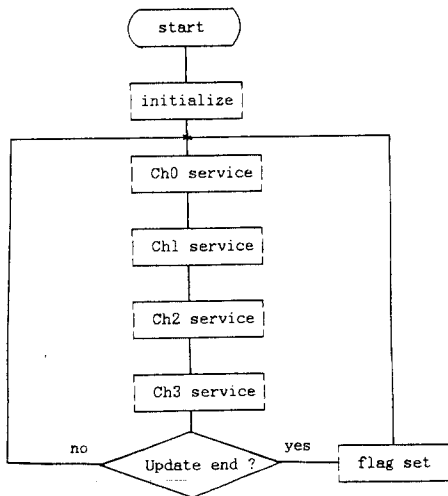 start
initialize
Ch0 service
Ch1 service
Ch2 service
Ch3 service
no
Update end ?
yes
flag set